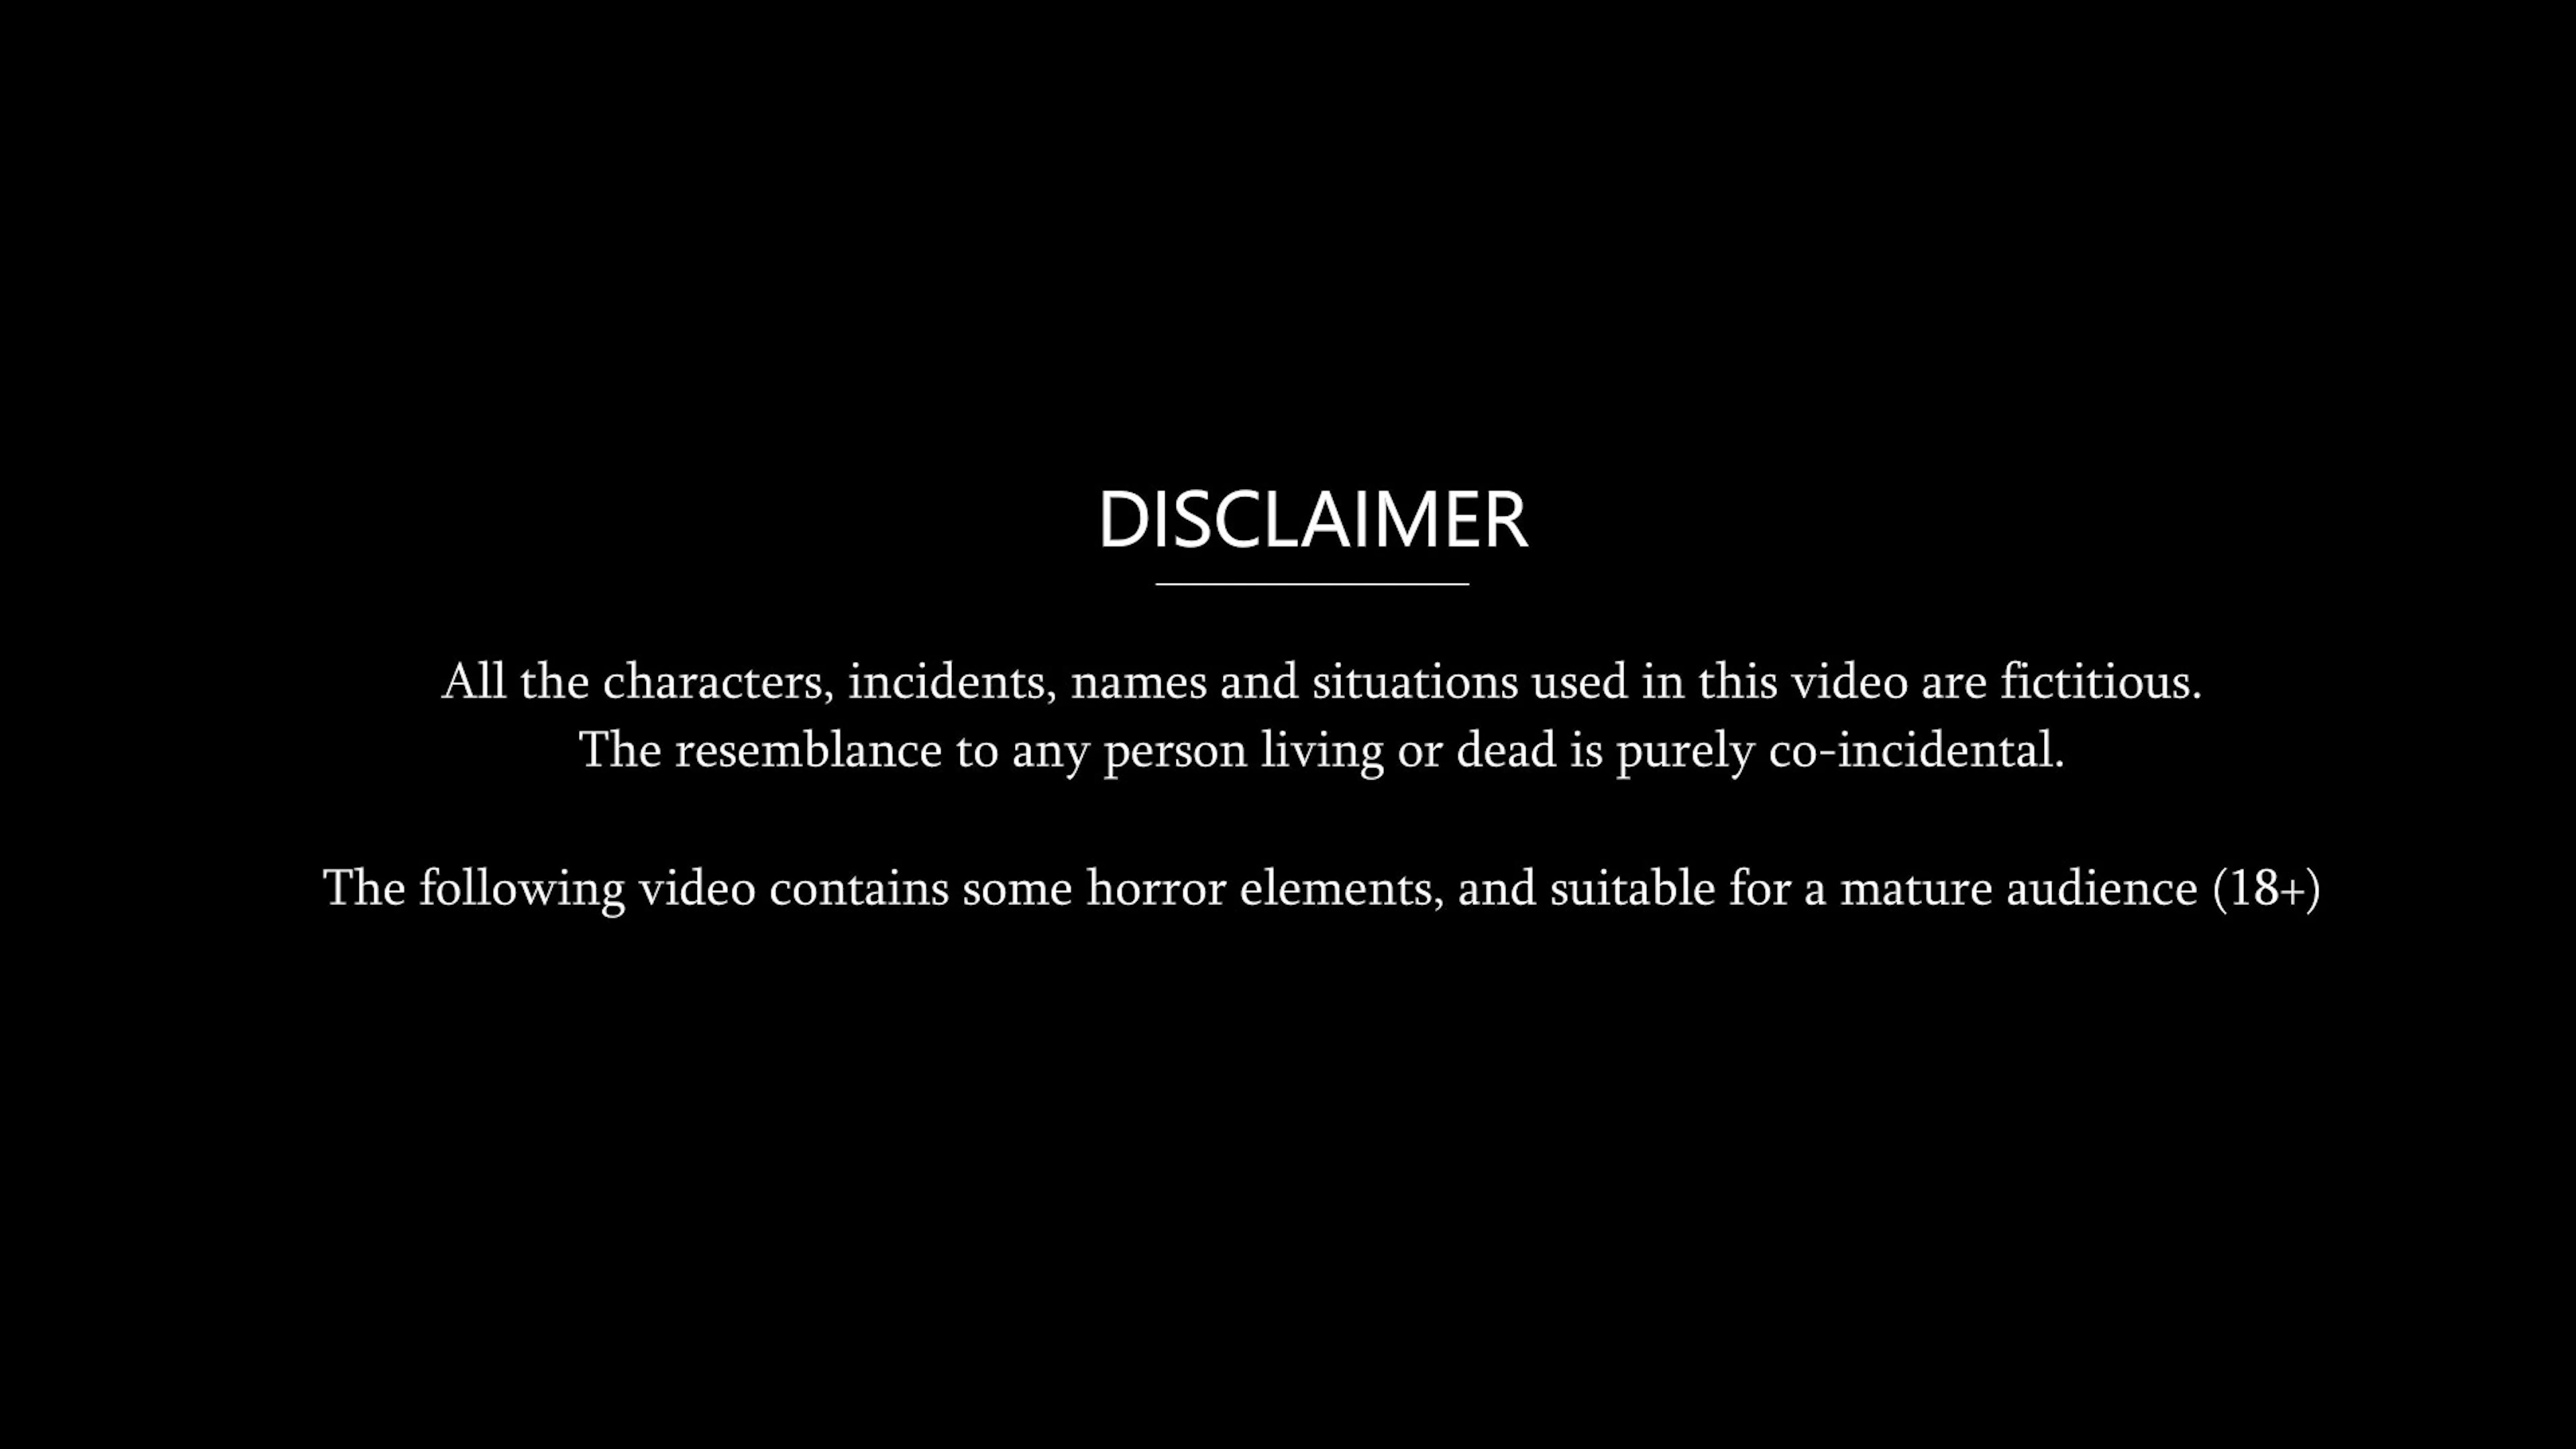 DISCLAIMER
All the characters, incidents, names and situations used in this video are fictitious.
The resemblance to any person living or dead is purely co-incidental.
The following video contains some horror elements, and suitable for a mature audience (18+)